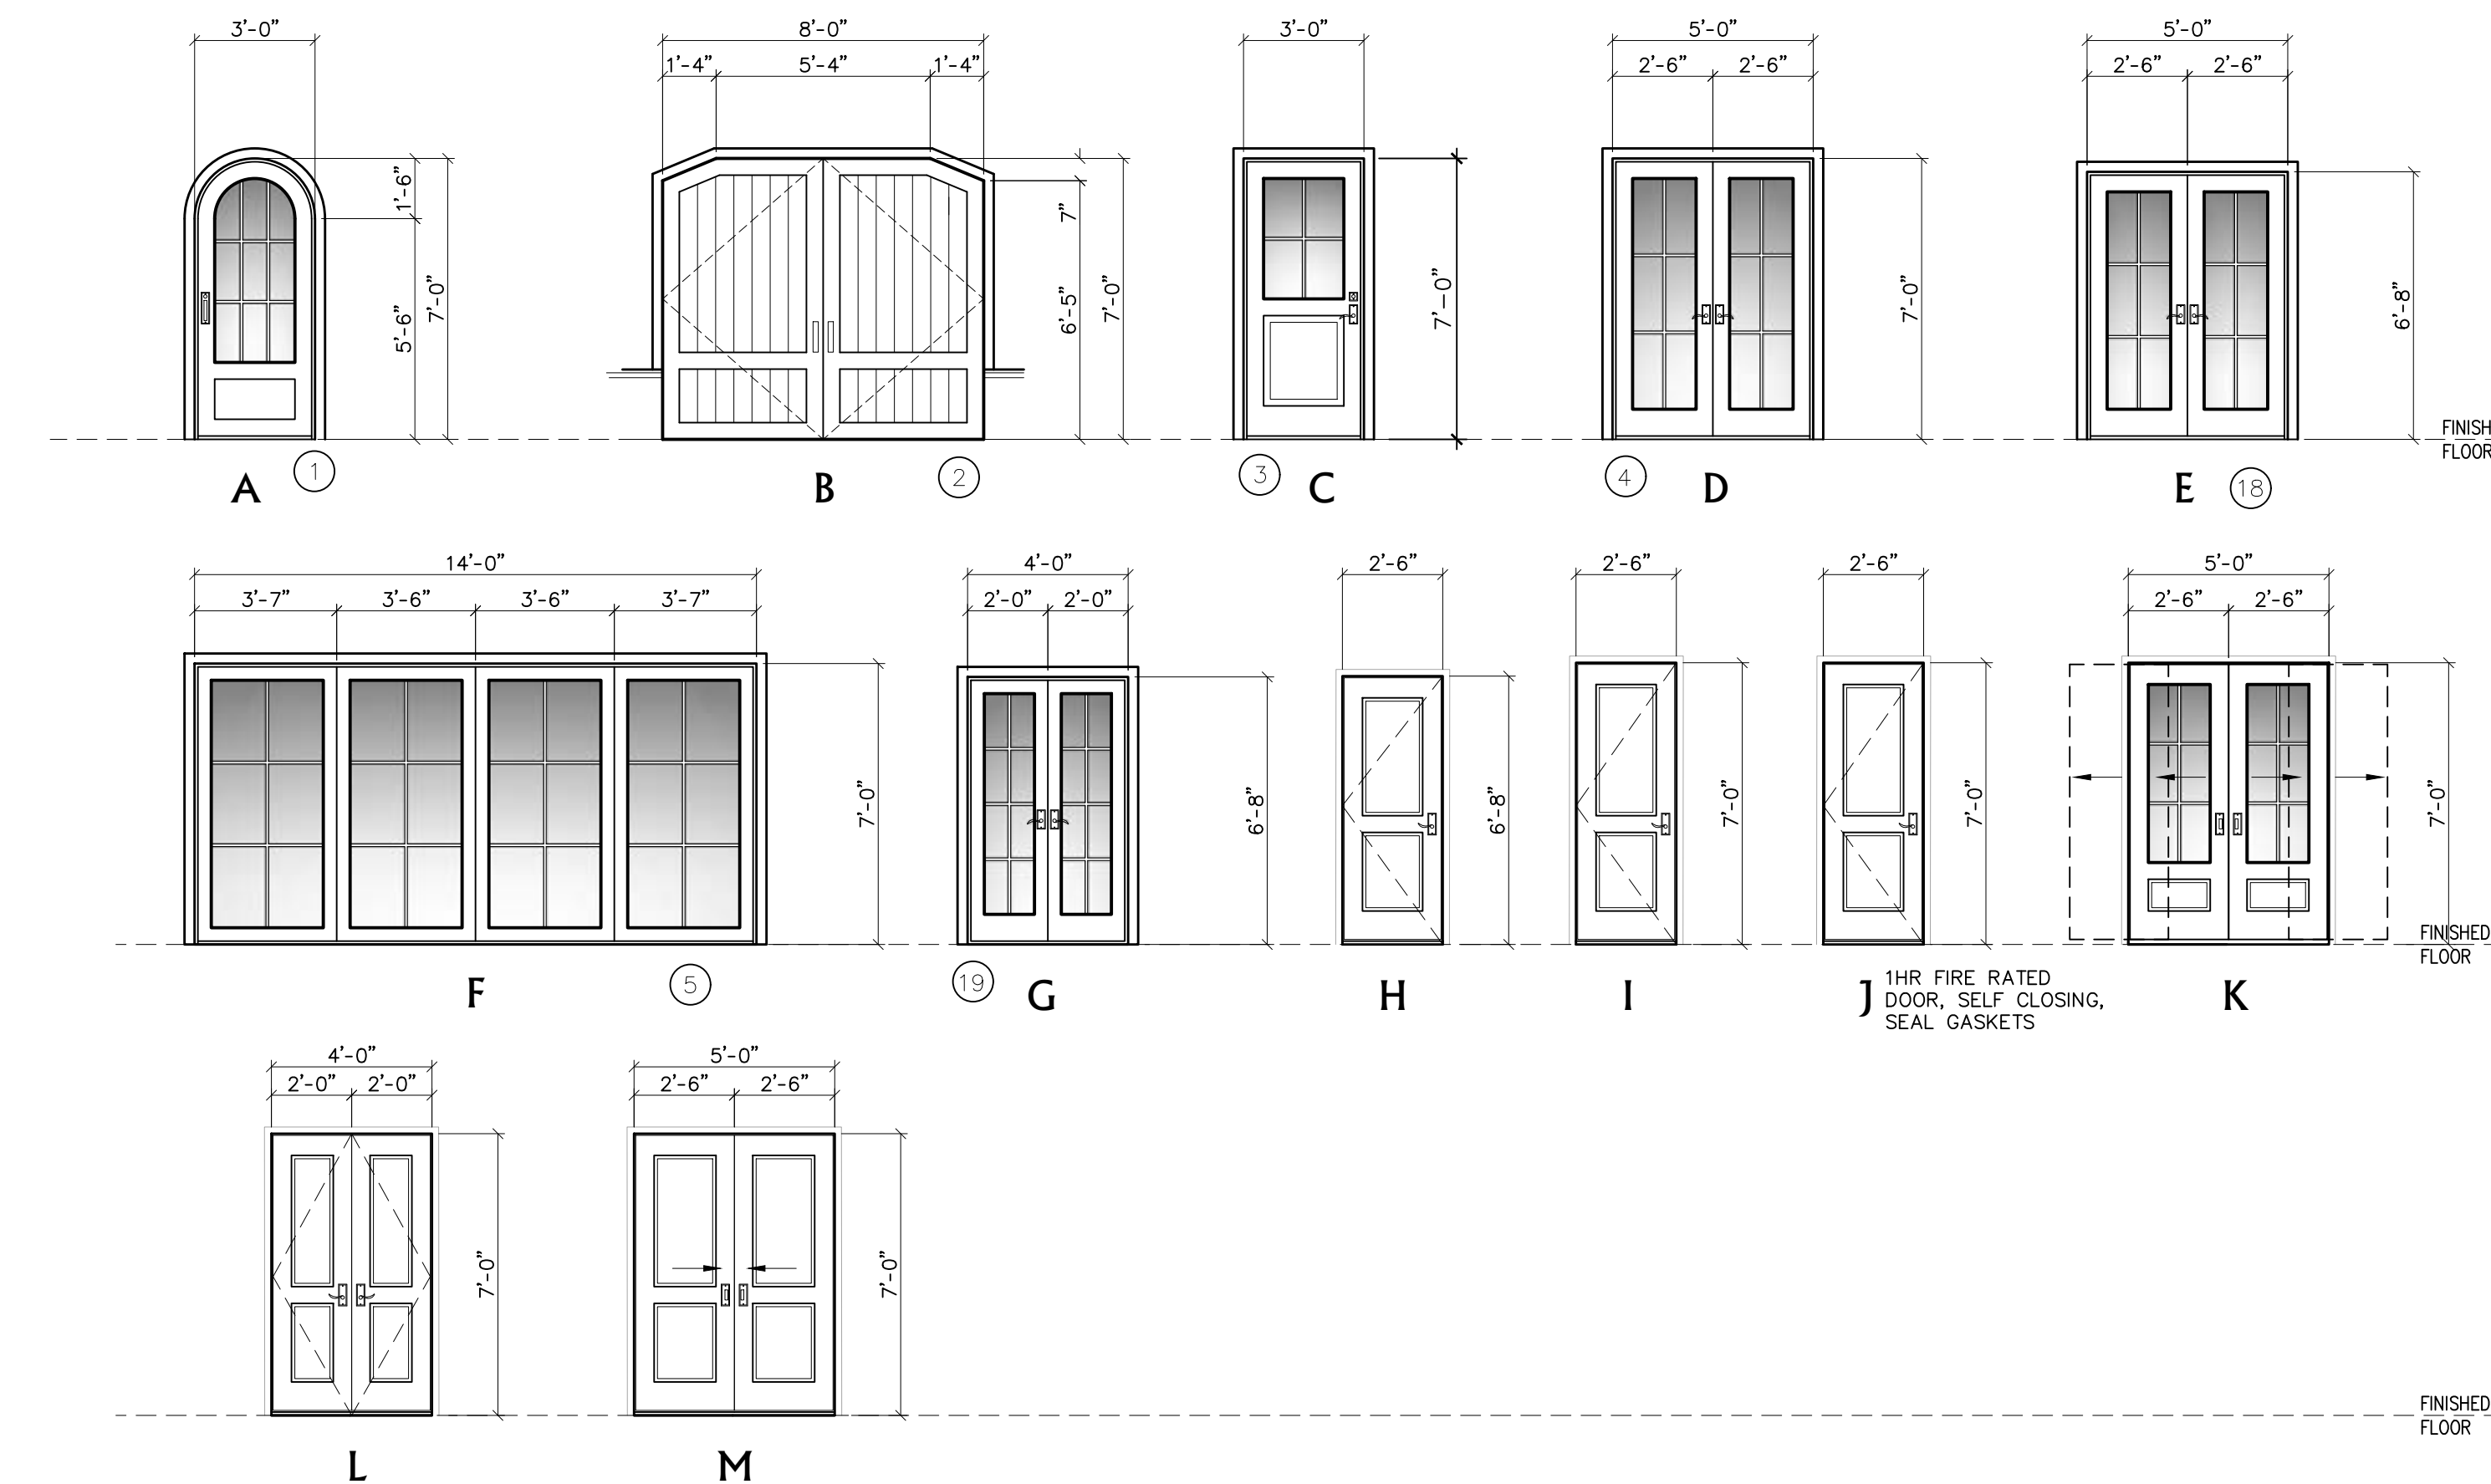 3'-0"
8'-0"
3'-0"
5'-0"
5'-0"
1'-4"
5'-4"
1'-4"
2'-6"
2'-6"
2'-6"
2'-6"
1'-6"
5'-6"
7'-0"
7"
6'-5"
7'-0"
7'-0"
7'-0"
6'-8"
FINISH
FLOOR
A
1
B
2
3
C
4
D
E
18
14'-0"
4'-0"
2'-6"
2'-6"
2'-6"
5'-0"
3'-7"
3'-6"
3'-6"
3'-7"
2'-0"
2'-0"
2'-6"
2'-6"
7'-0"
6'-8"
6'-8"
7'-0"
7'-0"
7'-0"
FINISHED
FLOOR
F
5
19
G
H
I
J
1HR FIRE RATED
DOOR, SELF CLOSING,
SEAL GASKETS
K
4'-0"
5'-0"
2'-0"
2'-0"
2'-6"
2'-6"
7'-0"
7'-0"
FINISHED
FLOOR
L
M